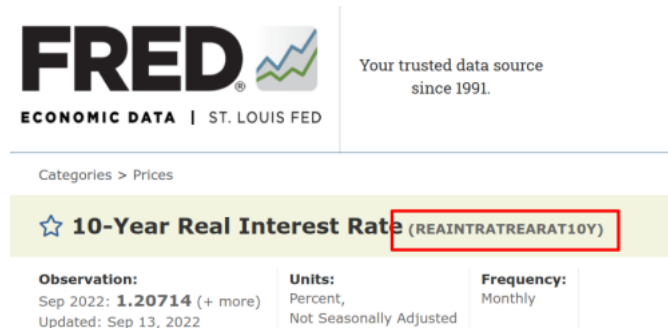 FRED®
ECONOMIC DATA | ST. LOUIS FED
Your trusted data source
since 1991.
Categories > Prices
10-Year Real Interest Rate (REAINTRATREARAT10Y)
Observation:
Sep 2022: 1.20714 (+ more)
Updated: Sep 13, 2022
Units:
Percent,
Not Seasonally Adjusted
Frequency:
Monthly